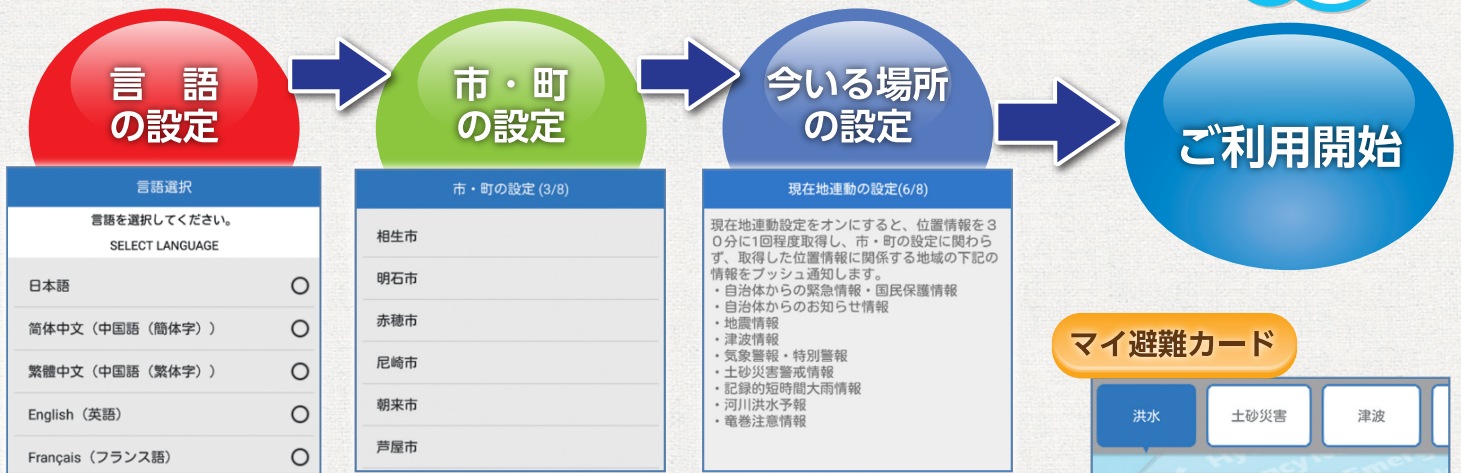 言 語
の設定
市・町
の設定
今いる場所
の設定
ご利用開始
言語選択
言語を選択してください。
SELECT LANGUAGE
日本語
简体中文（中国語（簡体字））
繁體中文（中国語（繁体字））
English（英語）
Français（フランス語）
市・町の設定 (3/8)
相生市
明石市
赤穂市
尼崎市
朝来市
芦屋市
現在地連動の設定(6/8)
現在地連動設定をオンにすると、位置情報を３
０分に1回程度取得し、市・町の設定に関わら
ず、取得した位置情報に関係する地域の下記の
情報をプッシュ通知します。
・自治体からの緊急情報・国民保護情報
・自治体からのお知らせ情報
・地震情報
・津波情報
・気象警報・特別警報
・土砂災害警戒情報
・記録的短時間大雨情報
・河川洪水予報
・竜巻注意情報
マイ避難カード
洪水
土砂災害
津波